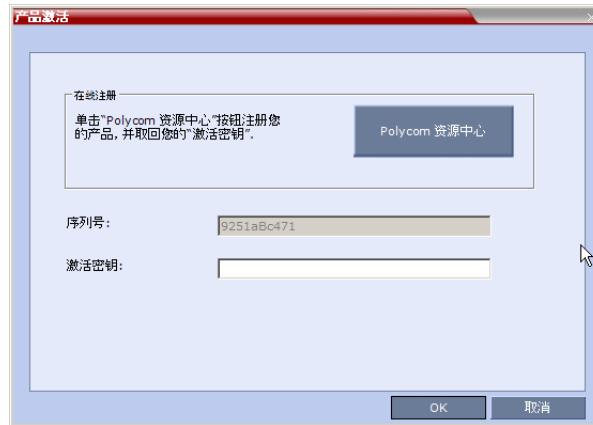 产品激活
在线注册
单击"Polycom 资源中心"按钮注册您
的产品, 并取回您的"激活密钥".
Polycom 资源中心
序列号:
9251aBc471
激活密钥:
OK
取消